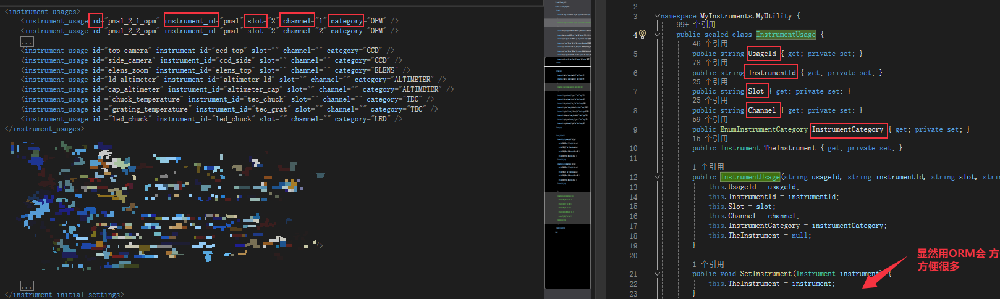 <instrument_usages>
<instrument_usage id="pma1_2_1_opm" instrument_id="pma1" slot="2" channel="1" category="OPM" />
<instrument_usage id="pma1_2_2_opm" instrument_id="pma1" slot="2" channel="2" category="OPM" />
...
<instrument_usage id="top_camera" instrument_id="ccd_top" slot="" channel="" category="CCD" />
<instrument_usage id="side_camera" instrument_id="ccd_side" slot="" channel="" category="CCD" />
<instrument_usage id="elens_zoom" instrument_id="elens_top" slot="" channel="" category="ELENS" />
<instrument_usage id="ld_altimeter" instrument_id="altimeter_ld" slot="" channel="" category="ALTIMETER" />
<instrument_usage id="cap_altimeter" instrument_id="altimeter_cap" slot="" channel="" category="ALTIMETER" />
<instrument_usage id ="chuck_temperature" instrument_id="tec_chuck" slot="" channel="" category="TEC" />
<instrument_usage id ="grating_temperature" instrument_id="tec_grat" slot="" channel="" category="TEC" />
<instrument_usage id ="led_chuck" instrument_id="led_chuck" slot="" channel="" category="LED" />
</instrument_usages>
/>
...
</instrument_initial_settings>
2
3 namespace MyInstruments.MyUtility {
99+ 个引用
4 public sealed class InstrumentUsage {
46 个引用
5 public string UsageId { get; private set; }
78 个引用
6 public string InstrumentId { get; private set; }
25 个引用
7 public string Slot { get; private set; }
25 个引用
8 public string Channel { get; private set; }
59 个引用
9 public EnumInstrumentCategory InstrumentCategory { get; private set; }
15 个引用
10 public Instrument TheInstrument { get; private set; }
11
1 个引用
12 public InstrumentUsage(string usageId, string instrumentId, string slot, strin
13 this.UsageId = usageId;
14 this.InstrumentId = instrumentId;
15 this.Slot = slot;
16 this.Channel = channel;
17 this.InstrumentCategory = instrumentCategory;
18 this.TheInstrument = null;
19 }
20
1 个引用
21 public void SetInstrument(Instrument instrument) {
22 this.TheInstrument = instrument;
23 }
显然用ORM会 方
方便很多